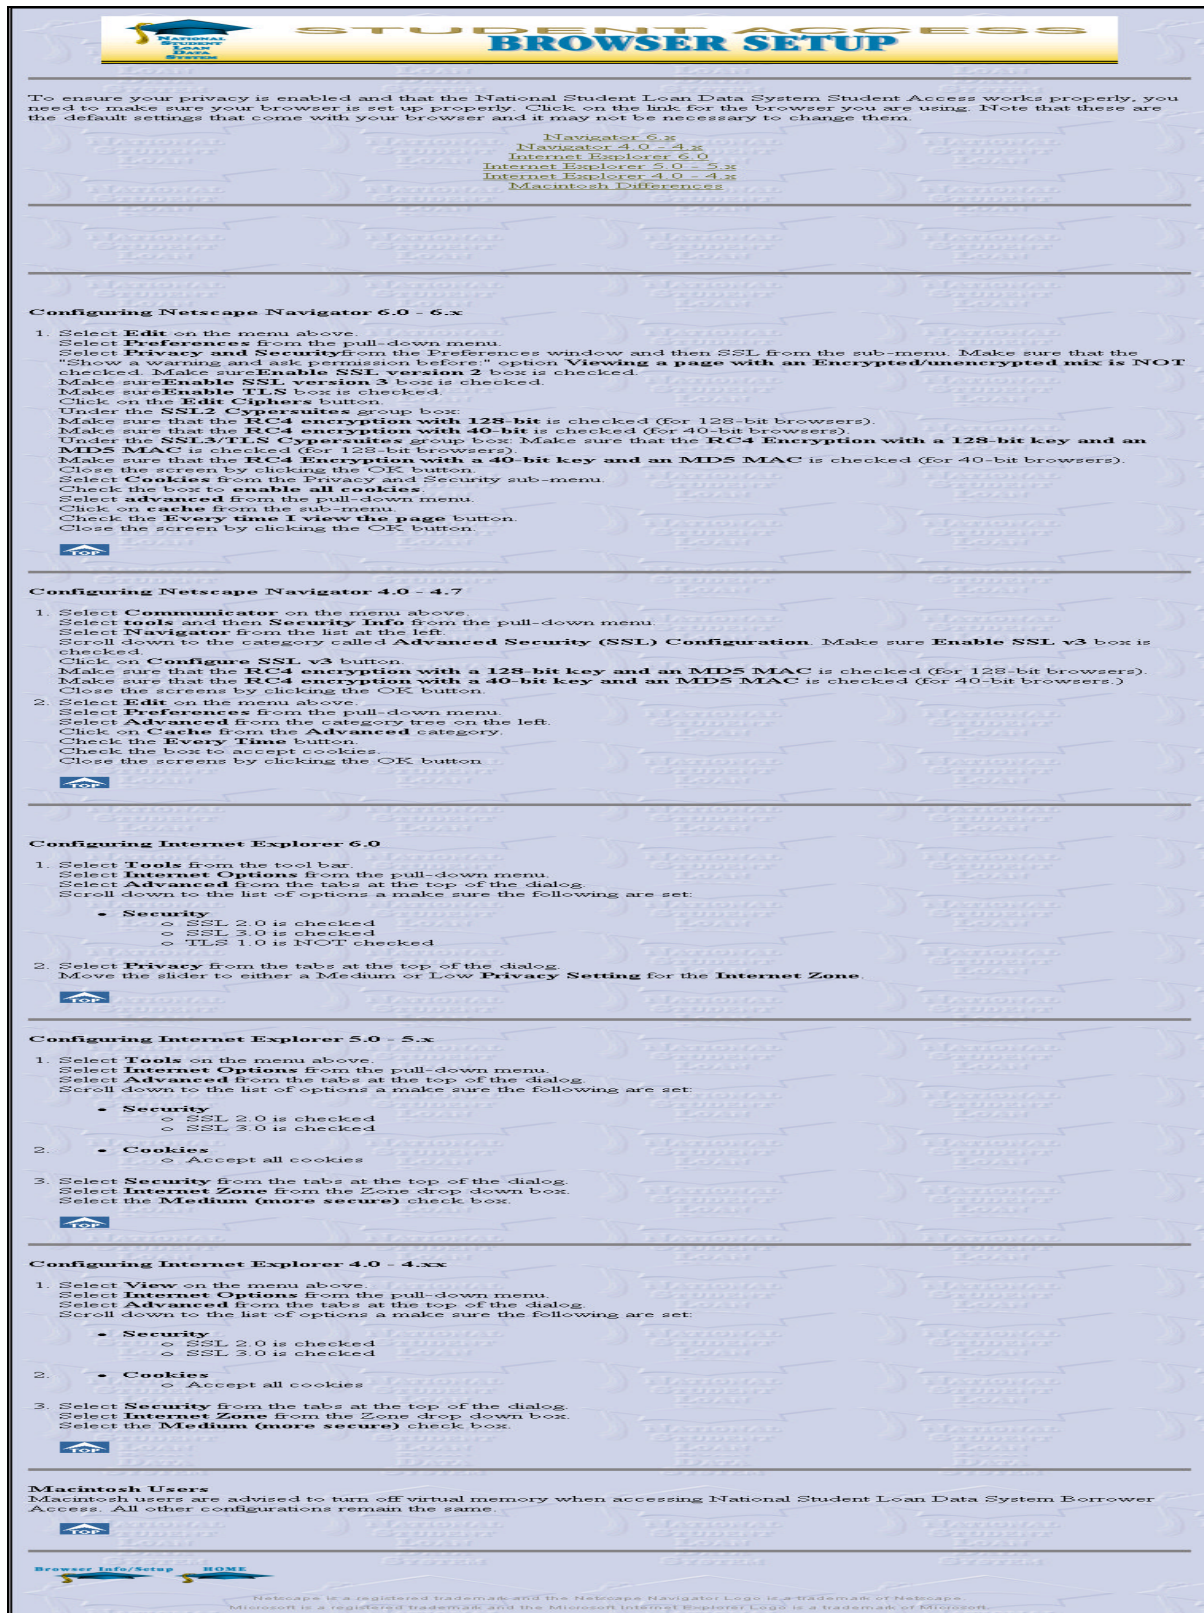 NATIONAL
STUDENT
LOAN
DATA
SYSTEM
STUDENT ACCESS
BROWSER SETUP
To ensure your privacy is enabled and that the National Student Loan Data System Student Access works properly, you
need to make sure your browser is set up properly. Click on the link for the browser you are using. Note that these are
the default settings that come with your browser and it may not be necessary to change them.
Navigator 6.x
Navigator 4.0 - 4.x
Internet Explorer 6.0
Internet Explorer 5.0 - 5.x
Internet Explorer 4.0 - 4.x
Macintosh Differences
Configuring Netscape Navigator 6.0 - 6.x
1. Select Edit on the menu above.
Select Preferences from the pull-down menu.
Select Privacy and Securityfrom the Preferences window and then SSL from the sub-menu. Make sure that the
"Show a warning and ask permission before:" option Viewing a page with an Encrypted/unencrypted mix is NOT
checked. Make sureEnable SSL version 2 box is checked.
Make sureEnable SSL version 3 box is checked.
Make sureEnable TLS box is checked.
Click on the Edit Ciphers button.
Under the SSL2 Cypersuites group box:
Make sure that the RC4 encryption with 128-bit is checked (for 128-bit browsers).
Make sure that the RC4 encryption with 40-bit is checked (for 40-bit browsers).
Under the SSL3/TLS Cypersuites group box: Make sure that the RC4 Encryption with a 128-bit key and an
MD5 MAC is checked (for 128-bit browsers).
Make sure that the RC4 Encryption with a 40-bit key and an MD5 MAC is checked (for 40-bit browsers).
Close the screen by clicking the OK button.
Select Cookies from the Privacy and Security sub-menu.
Check the box to enable all cookies.
Select advanced from the pull-down menu.
Click on cache from the sub-menu.
Check the Every time I view the page button.
Close the screen by clicking the OK button.
TOP
Configuring Netscape Navigator 4.0 - 4.7
1. Select Communicator on the menu above.
Select tools and then Security Info from the pull-down menu.
Select Navigator from the list at the left.
Scroll down to the category called Advanced Security (SSL) Configuration. Make sure Enable SSL v3 box is
checked.
Click on Configure SSL v3 button.
Make sure that the RC4 encryption with a 128-bit key and an MD5 MAC is checked (for 128-bit browsers).
Make sure that the RC4 encryption with a 40-bit key and an MD5 MAC is checked (for 40-bit browsers.)
Close the screens by clicking the OK button.
2. Select Edit on the menu above.
Select Preferences from the pull-down menu.
Select Advanced from the category tree on the left.
Click on Cache from the Advanced category.
Check the Every Time button.
Check the box to accept cookies.
Close the screens by clicking the OK button
TOP
Configuring Internet Explorer 6.0
1. Select Tools from the tool bar.
Select Internet Options from the pull-down menu.
Select Advanced from the tabs at the top of the dialog.
Scroll down to the list of options a make sure the following are set:
• Security
○ SSL 2.0 is checked
○ SSL 3.0 is checked
○ TLS 1.0 is NOT checked
2. Select Privacy from the tabs at the top of the dialog.
Move the slider to either a Medium or Low Privacy Setting for the Internet Zone.
TOP
Configuring Internet Explorer 5.0 - 5.x
1. Select Tools on the menu above.
Select Internet Options from the pull-down menu.
Select Advanced from the tabs at the top of the dialog.
Scroll down to the list of options a make sure the following are set:
• Security
○ SSL 2.0 is checked
○ SSL 3.0 is checked
2. • Cookies
○ Accept all cookies
3. Select Security from the tabs at the top of the dialog.
Select Internet Zone from the Zone drop down box.
Select the Medium (more secure) check box.
TOP
Configuring Internet Explorer 4.0 - 4.xx
1. Select View on the menu above.
Select Internet Options from the pull-down menu.
Select Advanced from the tabs at the top of the dialog.
Scroll down to the list of options a make sure the following are set:
• Security
○ SSL 2.0 is checked
○ SSL 3.0 is checked
2. • Cookies
○ Accept all cookies
3. Select Security from the tabs at the top of the dialog.
Select Internet Zone from the Zone drop down box.
Select the Medium (more secure) check box.
TOP
Macintosh Users
Macintosh users are advised to turn off virtual memory when accessing National Student Loan Data System Borrower
Access. All other configurations remain the same.
TOP
Browser Info/Setup HOME
Netscape is a registered trademark and the Netscape Navigator Logo is a trademark of Netscape.
Microsoft is a registered trademark and the Microsoft Internet Explorer Logo is a trademark of Microsoft.